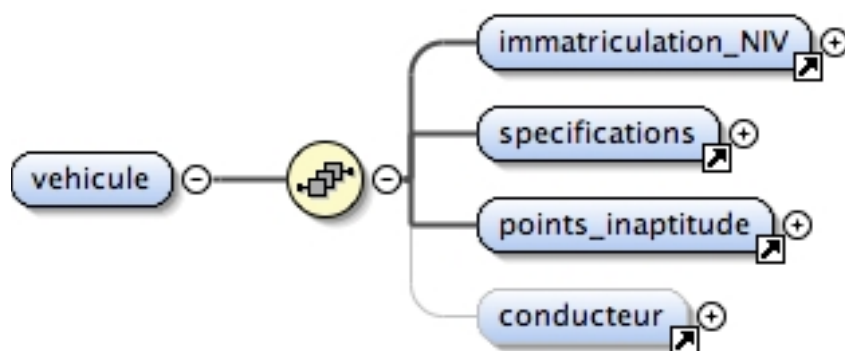 immatriculation_NIV
specifications
vehicule
points_inaptitude
conducteur